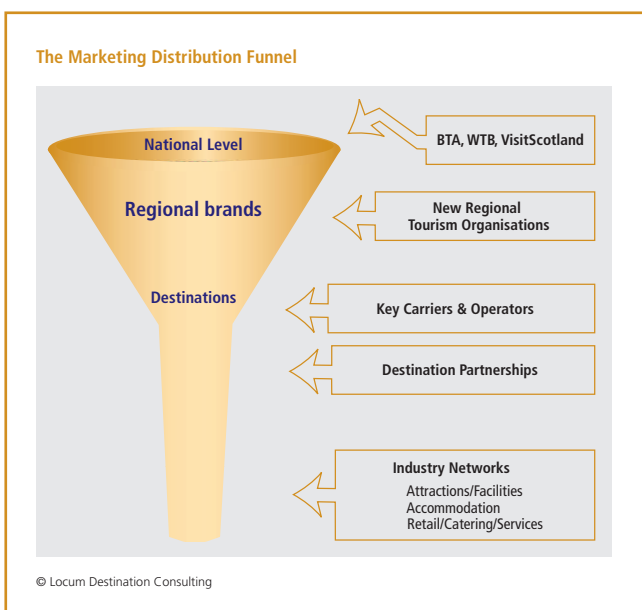 The Marketing Distribution Funnel
National Level
BTA, WTB, VisitScotland
Regional brands
New Regional
Tourism Organisations
Destinations
Key Carriers & Operators
Destination Partnerships
Industry Networks
Attractions/Facilities
Accommodation
Retail/Catering/Services
© Locum Destination Consulting